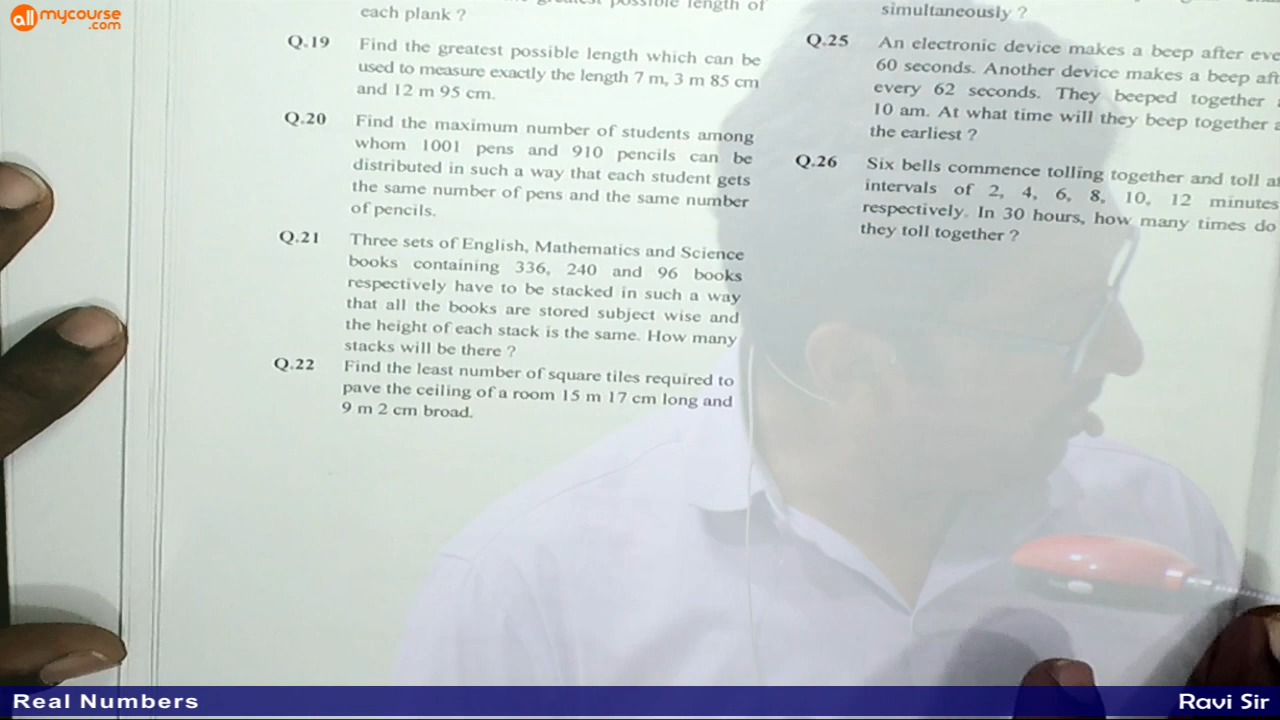 allmycourse
.com
each plank ?
Q.19 Find the greatest possible length which can be
used to measure exactly the length 7 m, 3 m 85 cm
and 12 m 95 cm.
Q.20 Find the maximum number of students among
whom 1001 pens and 910 pencils can be
distributed in such a way that each student gets
the same number of pens and the same number
of pencils.
Q.21 Three sets of English, Mathematics and Science
books containing 336, 240 and 96 books
respectively have to be stacked in such a way
that all the books are stored subject wise and
the height of each stack is the same. How many
stacks will be there ?
Q.22 Find the least number of square tiles required to
pave the ceiling of a room 15 m 17 cm long and
9 m 2 cm broad.
simultaneously ?
Q.25 An electronic device makes a beep after
60 seconds. Another device makes a beep
every 62 seconds. They beeped together
10 am. At what time will they beep together
the earliest ?
Q.26 Six bells commence tolling together and toll at
intervals of 2, 4, 6, 8, 10, 12 minutes
respectively. In 30 hours, how many times do
they toll together ?
Real Numbers
Ravi Sir